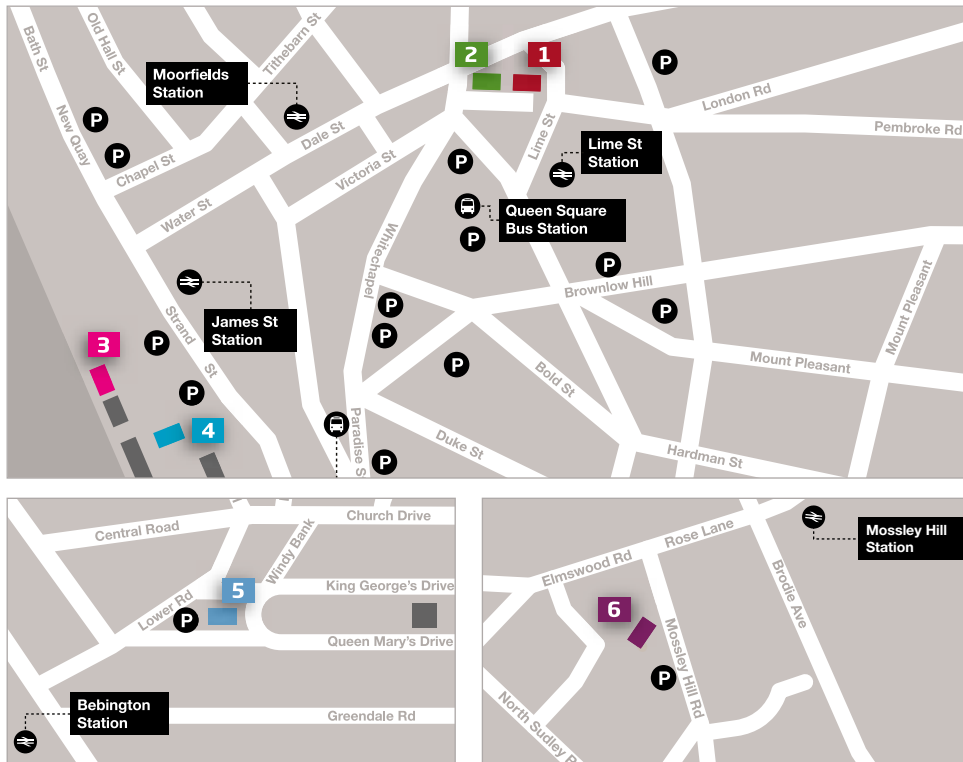 Bath St
Old Hall St
Tithebarn St
2
1
Moorfields
Station
P
London Rd
New Quay
P
Dale St
Lime St
Pembroke Rd
Chapel St
P
Victoria St
P
Lime St
Station
Water St
Queen Square
Bus Station
P
Whitechapel
P
Brownlow Hill
Mount Pleasant
James St
Station
Strand St
P
P
P
3
P
P
Mount Pleasant
P
Bold St
4
Paradise S
Duke St
Hardman St
P
Central Road
Church Drive
Windy Bank
5
King George's Drive
Lower Rd
P
Queen Mary's Drive
Bebington
Station
Greendale Rd
Rose Lane
Mossley Hill
Station
Elmswood Rd
Brodie Ave
6
Mossley Hill Rd
P
North Sudley R